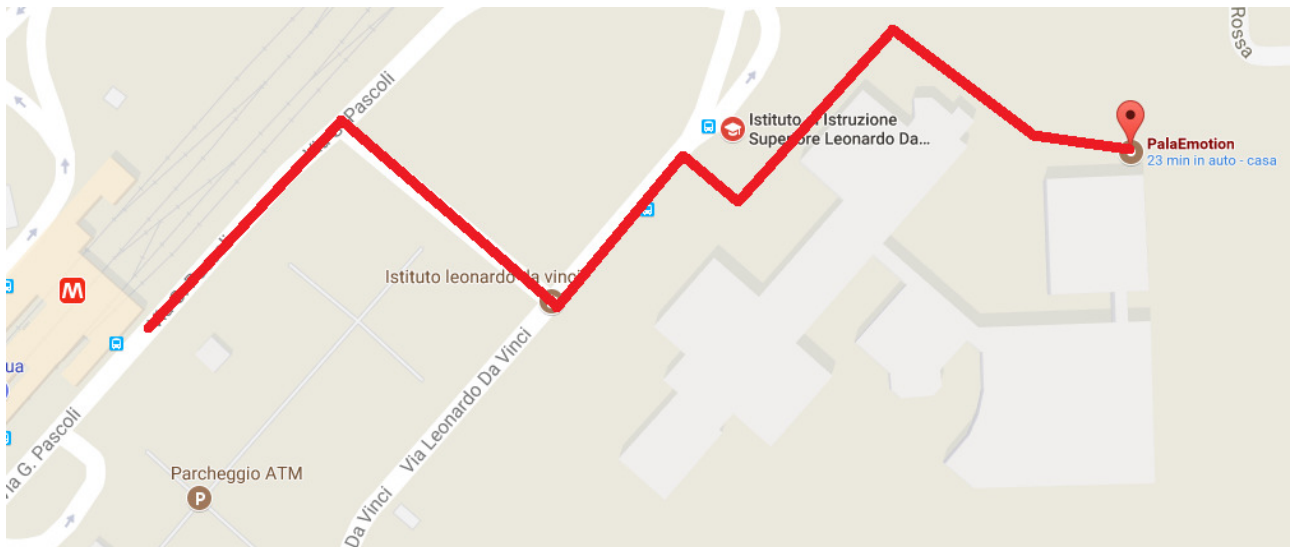 Rossa
Pascoli
Istituto di Istruzione
Superiore Leonardo Da...
PalaEmotion
23 min in auto - casa
M
Istituto leonardo da vinci
ua
Via Leonardo Da Vinci
Via G. Pascoli
Parcheggio ATM
P
Da Vinci